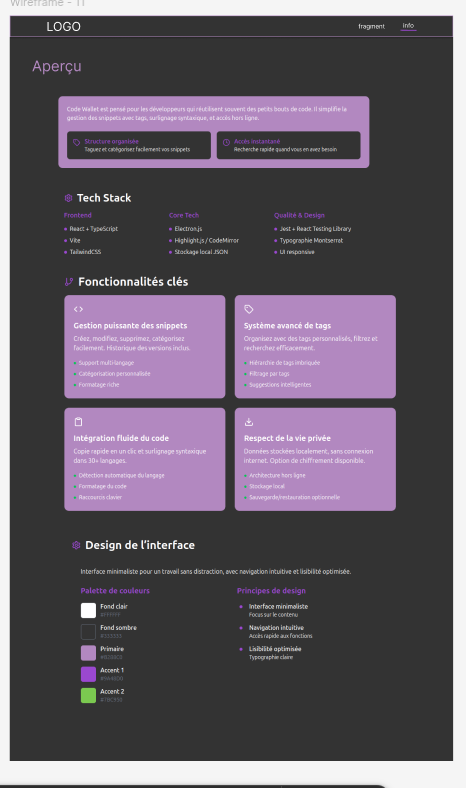 Wireframe - 11
LOGO
fragment
info
Aperçu
Code Wallet est pensé pour les développeurs qui réutilisent souvent des petits bouts de code. Il simplifie la
gestion des snippets avec tags, surlignage syntaxique, et accès hors ligne.
Structure organisée
Taguez et catégorisez facilement vos snippets
Accès instantané
Recherche rapide quand vous en avez besoin
Tech Stack
Frontend
React + TypeScript
Vite
TailwindCSS
Core Tech
Electron.js
Highlight.js / CodeMirror
Stockage local JSON
Qualité & Design
Jest + React Testing Library
Typographie Montserrat
UI responsive
Fonctionnalités clés
Gestion puissante des snippets
Créez, modifiez, supprimez, catégorisez
facilement. Historique des versions inclus.
Support multi-langage
Catégorisation personnalisée
Formatage riche
Système avancé de tags
Organisez avec des tags personnalisés, filtrez et
recherchez efficacement.
Hiérarchie de tags imbriquée
Filtrage par tags
Suggestions intelligentes
Intégration fluide du code
Copie rapide en un clic et surlignage syntaxique
dans 30+ langages.
Détection automatique du langage
Formatage du code
Raccourcis clavier
Respect de la vie privée
Données stockées localement, sans connexion
internet. Option de chiffrement disponible.
Architecture hors ligne
Stockage local
Sauvegarde/restauration optionnelle
Design de l'interface
Interface minimaliste pour un travail sans distraction, avec navigation intuitive et lisibilité optimisée.
Palette de couleurs
Fond clair
#FFFFFF
Fond sombre
#333333
Primaire
Accent 1
Accent 2
Principes de design
Interface minimaliste
Focus sur le contenu
Navigation intuitive
Accès rapide aux fonctions
Lisibilité optimisée
Typographie claire